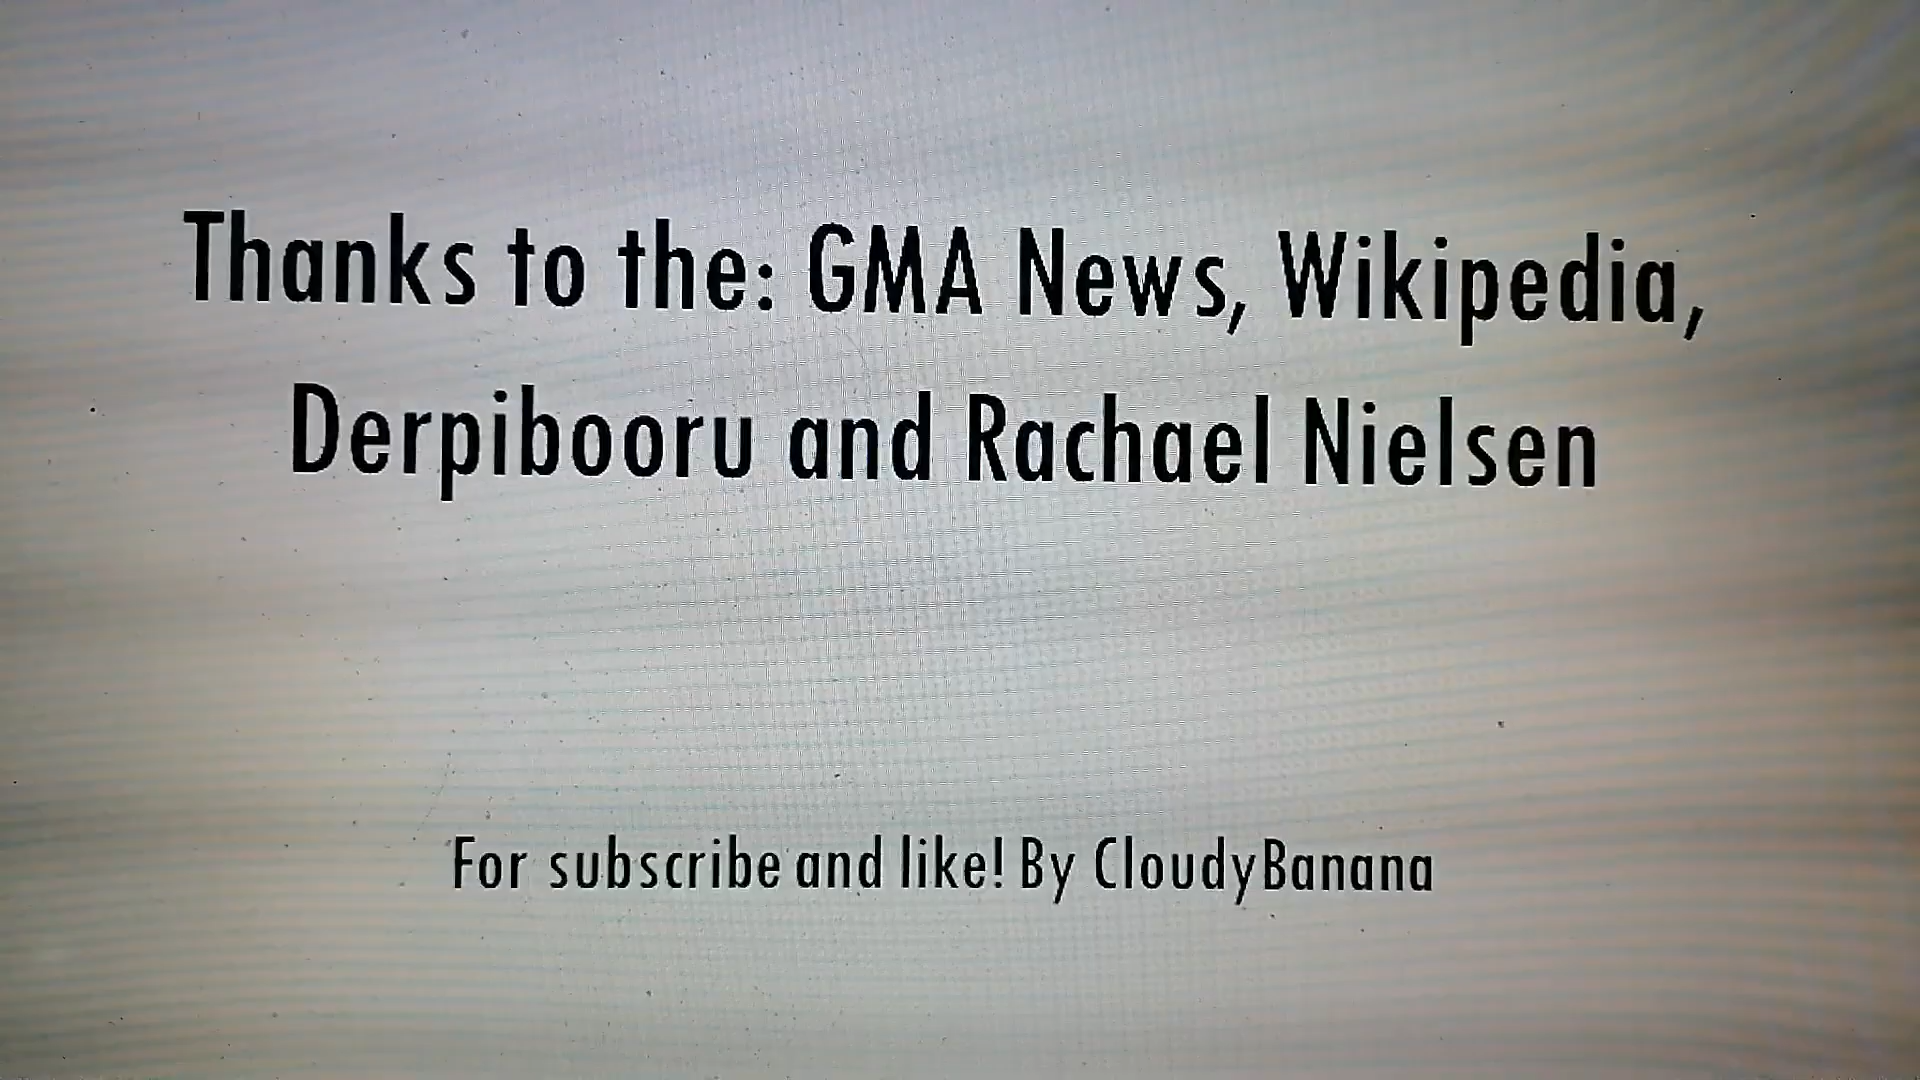 Thanks to the: GMA News, Wikipedia,
Derpibooru and Rachael Nielsen
For subscribe and like! By CloudyBanana